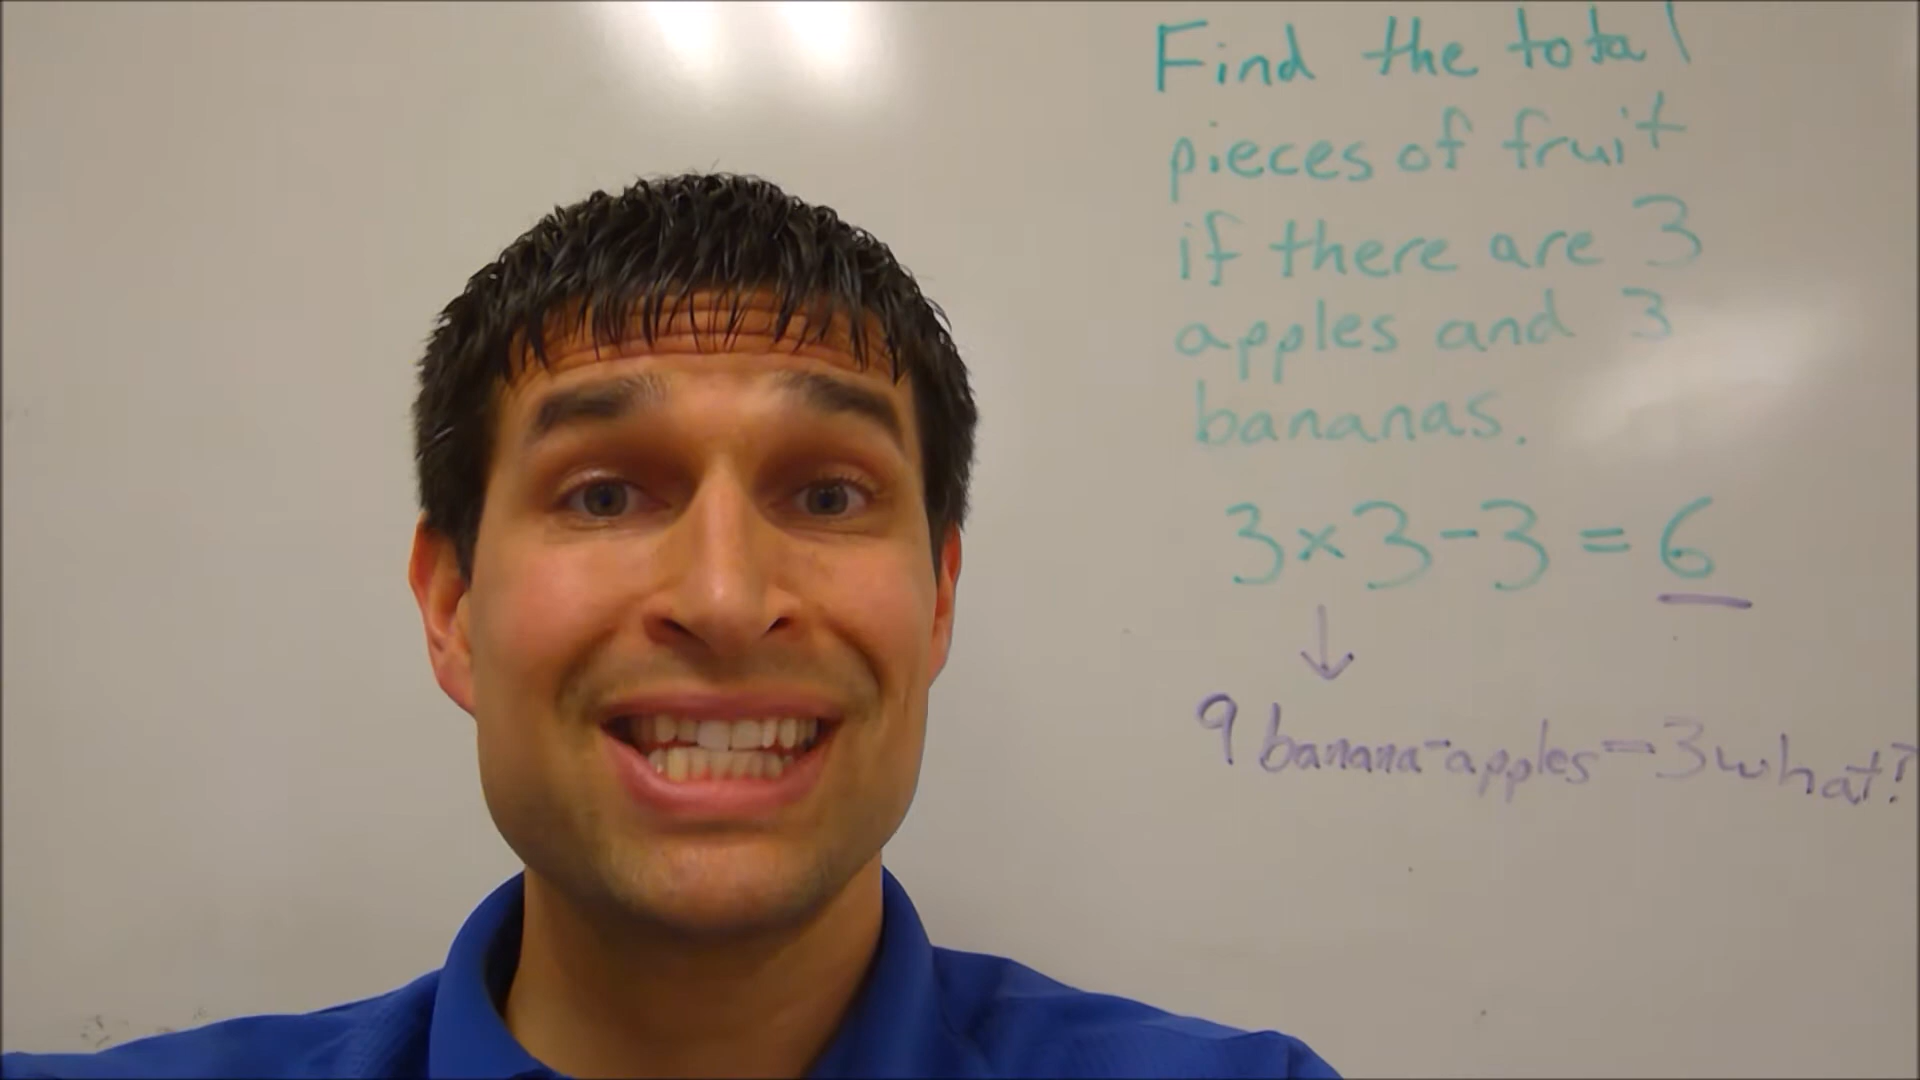 Find the total
pieces of fruit
if there are 3
apples and 3
bananas.
3×3-3=6
9 banana-apples-3 what?